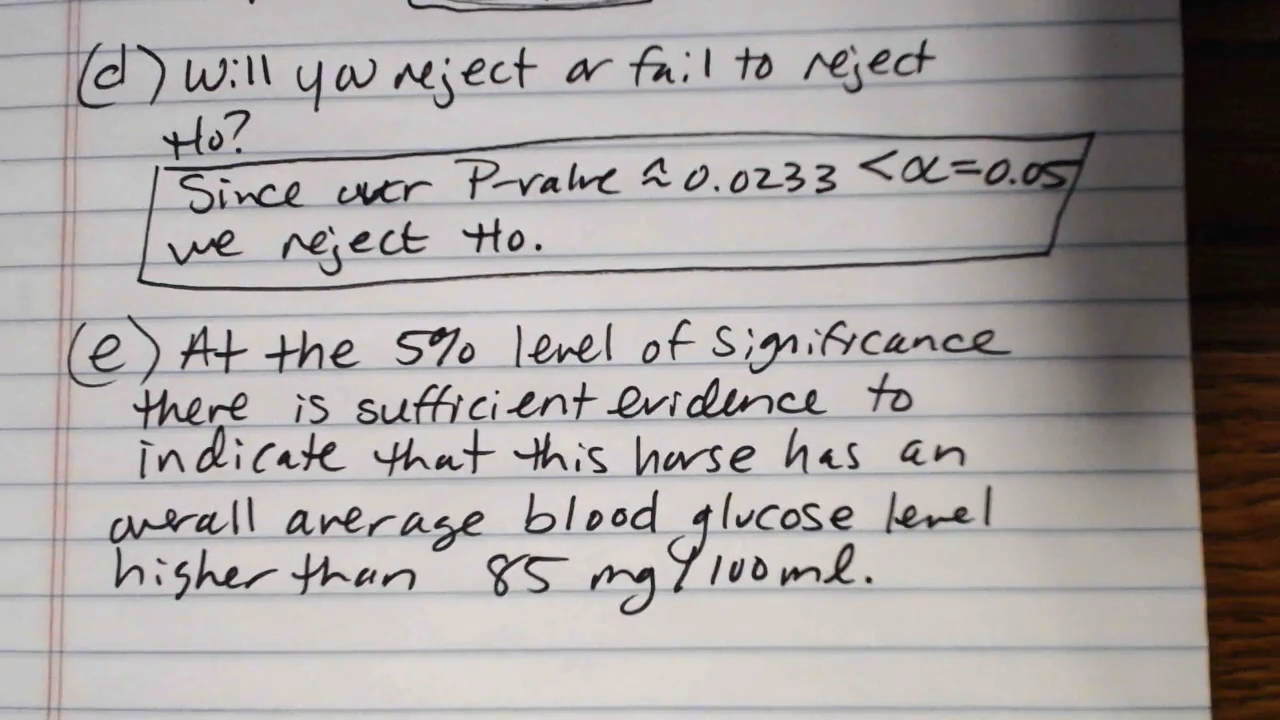 (d) Will you reject or fail to reject
Ho?
Since our P-value ≈ 0.0233 < α = 0.05
we reject Ho.
(e) At the 5% level of significance
there is sufficient evidence to
indicate that this horse has an
overall average blood glucose level
higher than 85 mg/100ml.